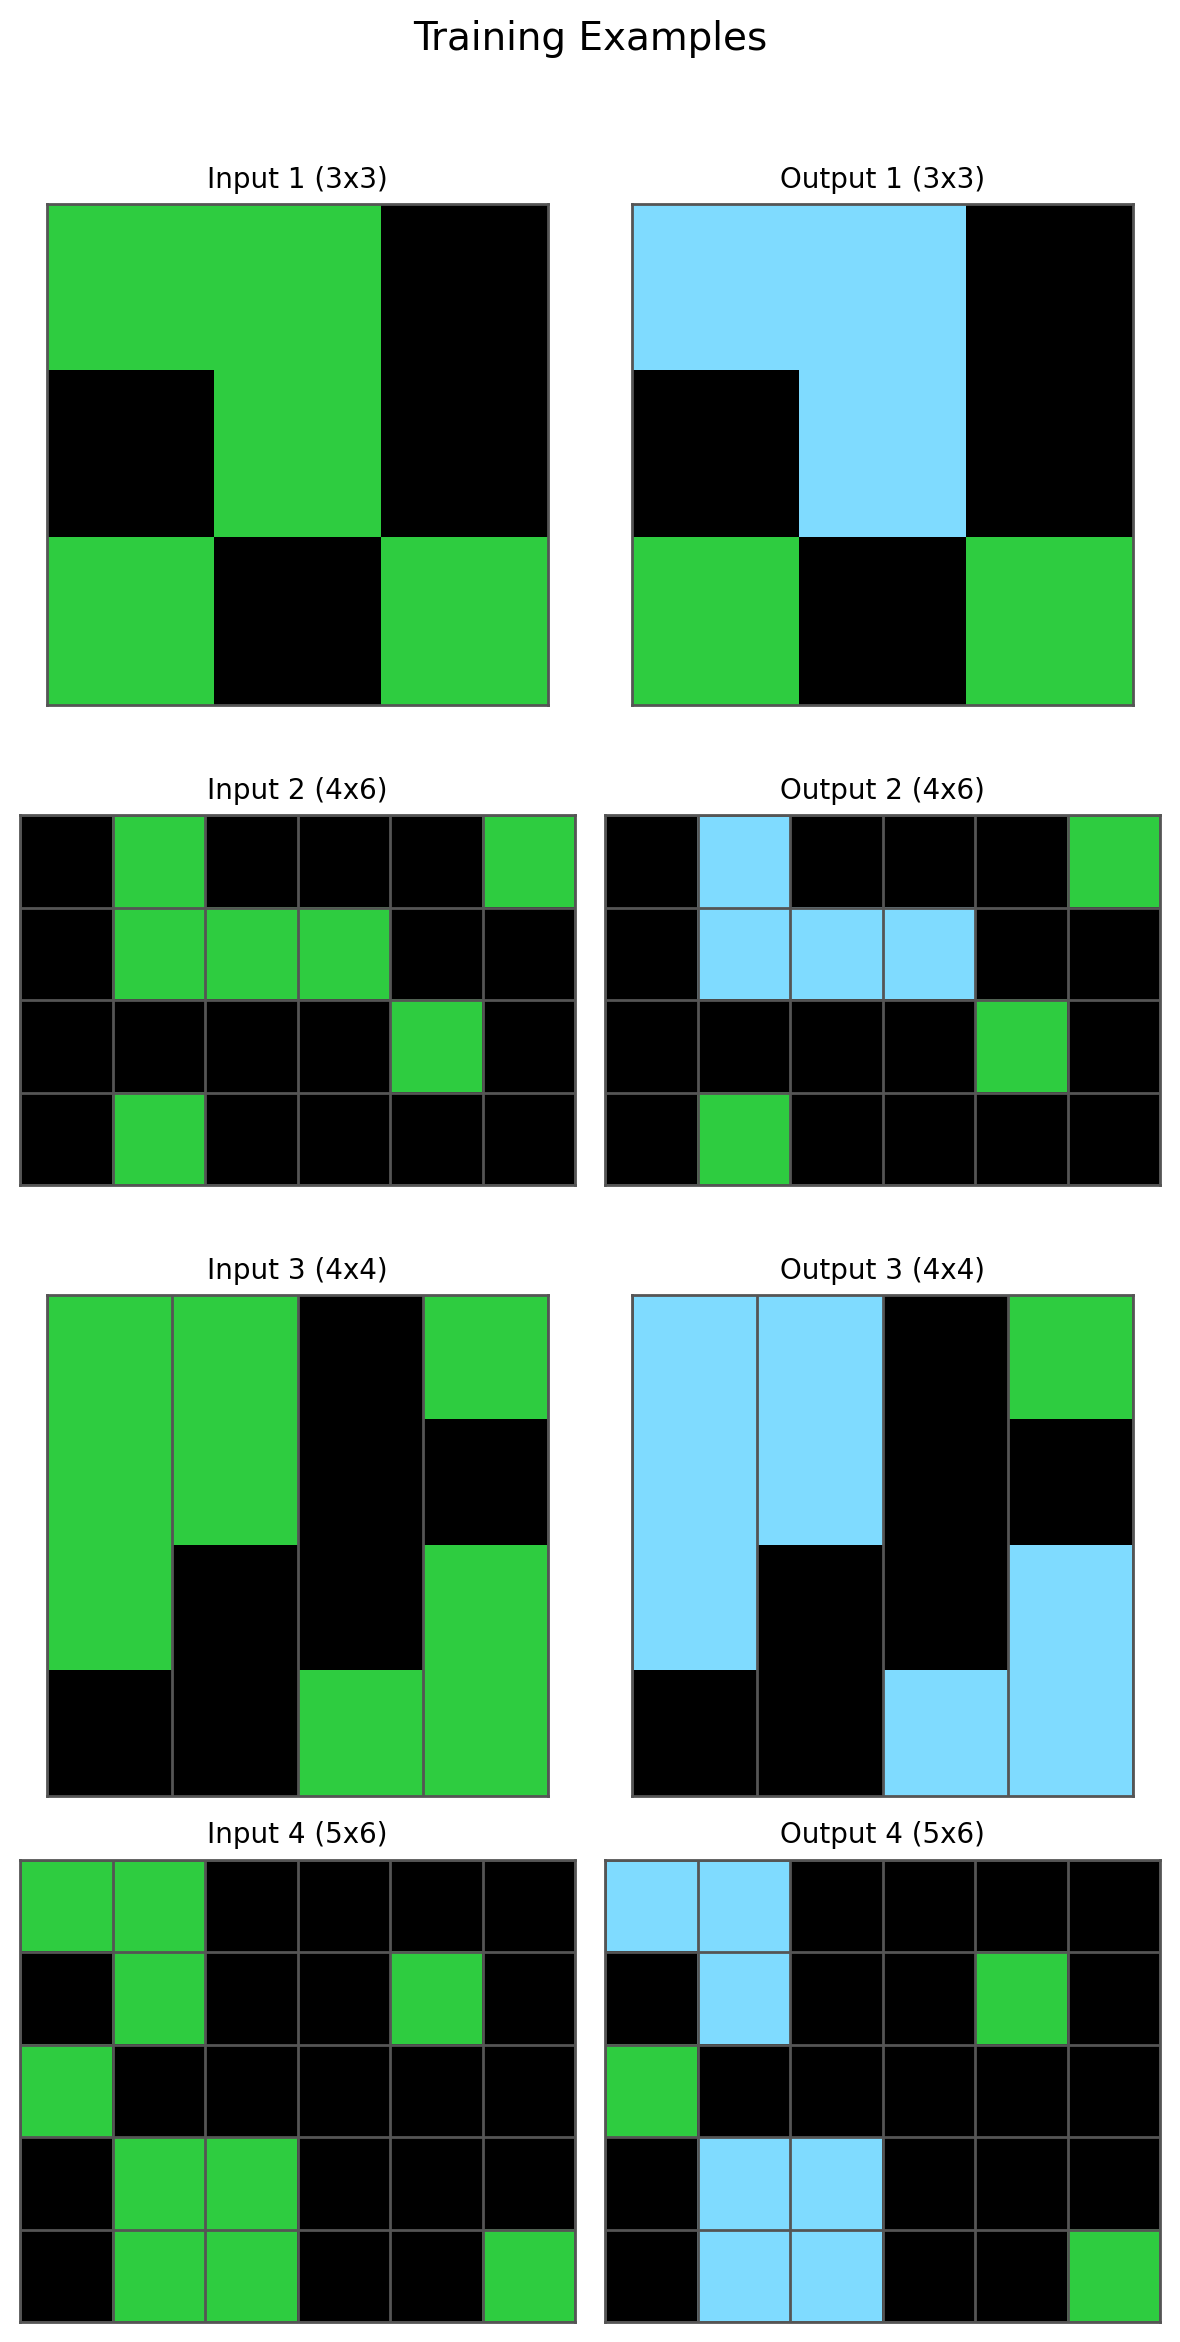 Training Examples
Input 1 (3x3)
Output 1 (3x3)
Input 2 (4x6)
Output 2 (4x6)
Input 3 (4x4)
Output 3 (4x4)
Input 4 (5x6)
Output 4 (5x6)